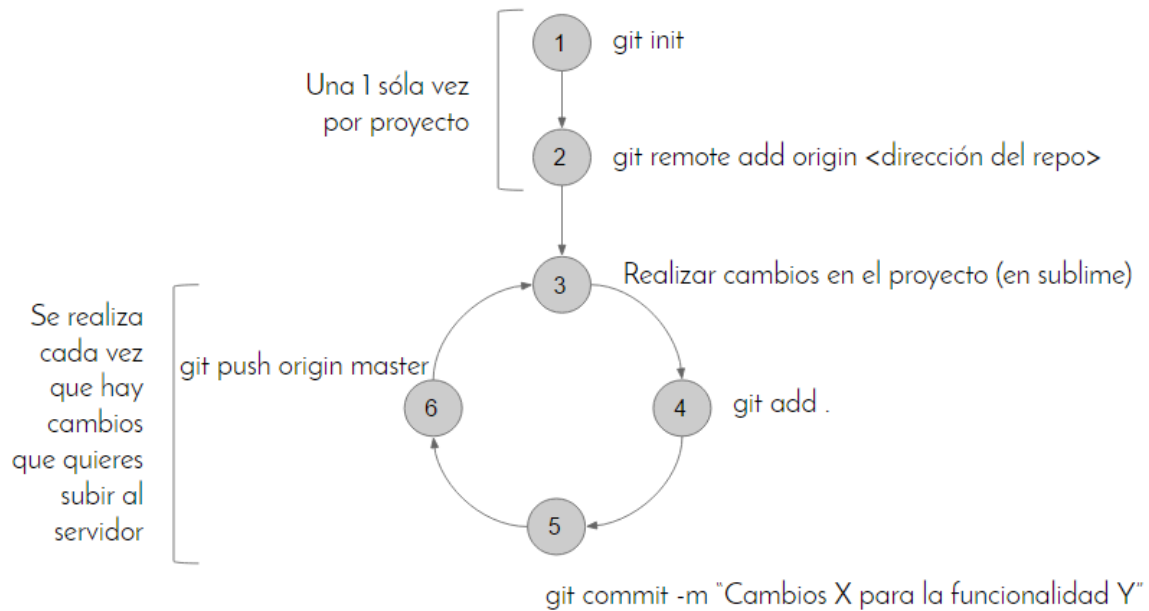 1
git init
Una 1 sóla vez
por proyecto
2
git remote add origin <dirección del repo>
3
Realizar cambios en el proyecto (en sublime)
Se realiza
cada vez
que hay
cambios
que quieres
subir al
servidor
git push origin master
6
4
git add .
5
git commit -m “Cambios X para la funcionalidad Y”